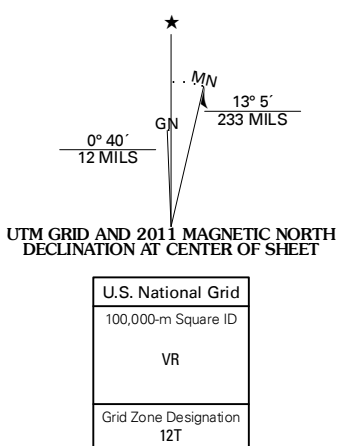 ★
MN
GN
13° 5´
233 MILS
0° 40´
12 MILS
UTM GRID AND 2011 MAGNETIC NORTH
DECLINATION AT CENTER OF SHEET
U.S. National Grid
100,000-m Square ID
VR
Grid Zone Designation
12T